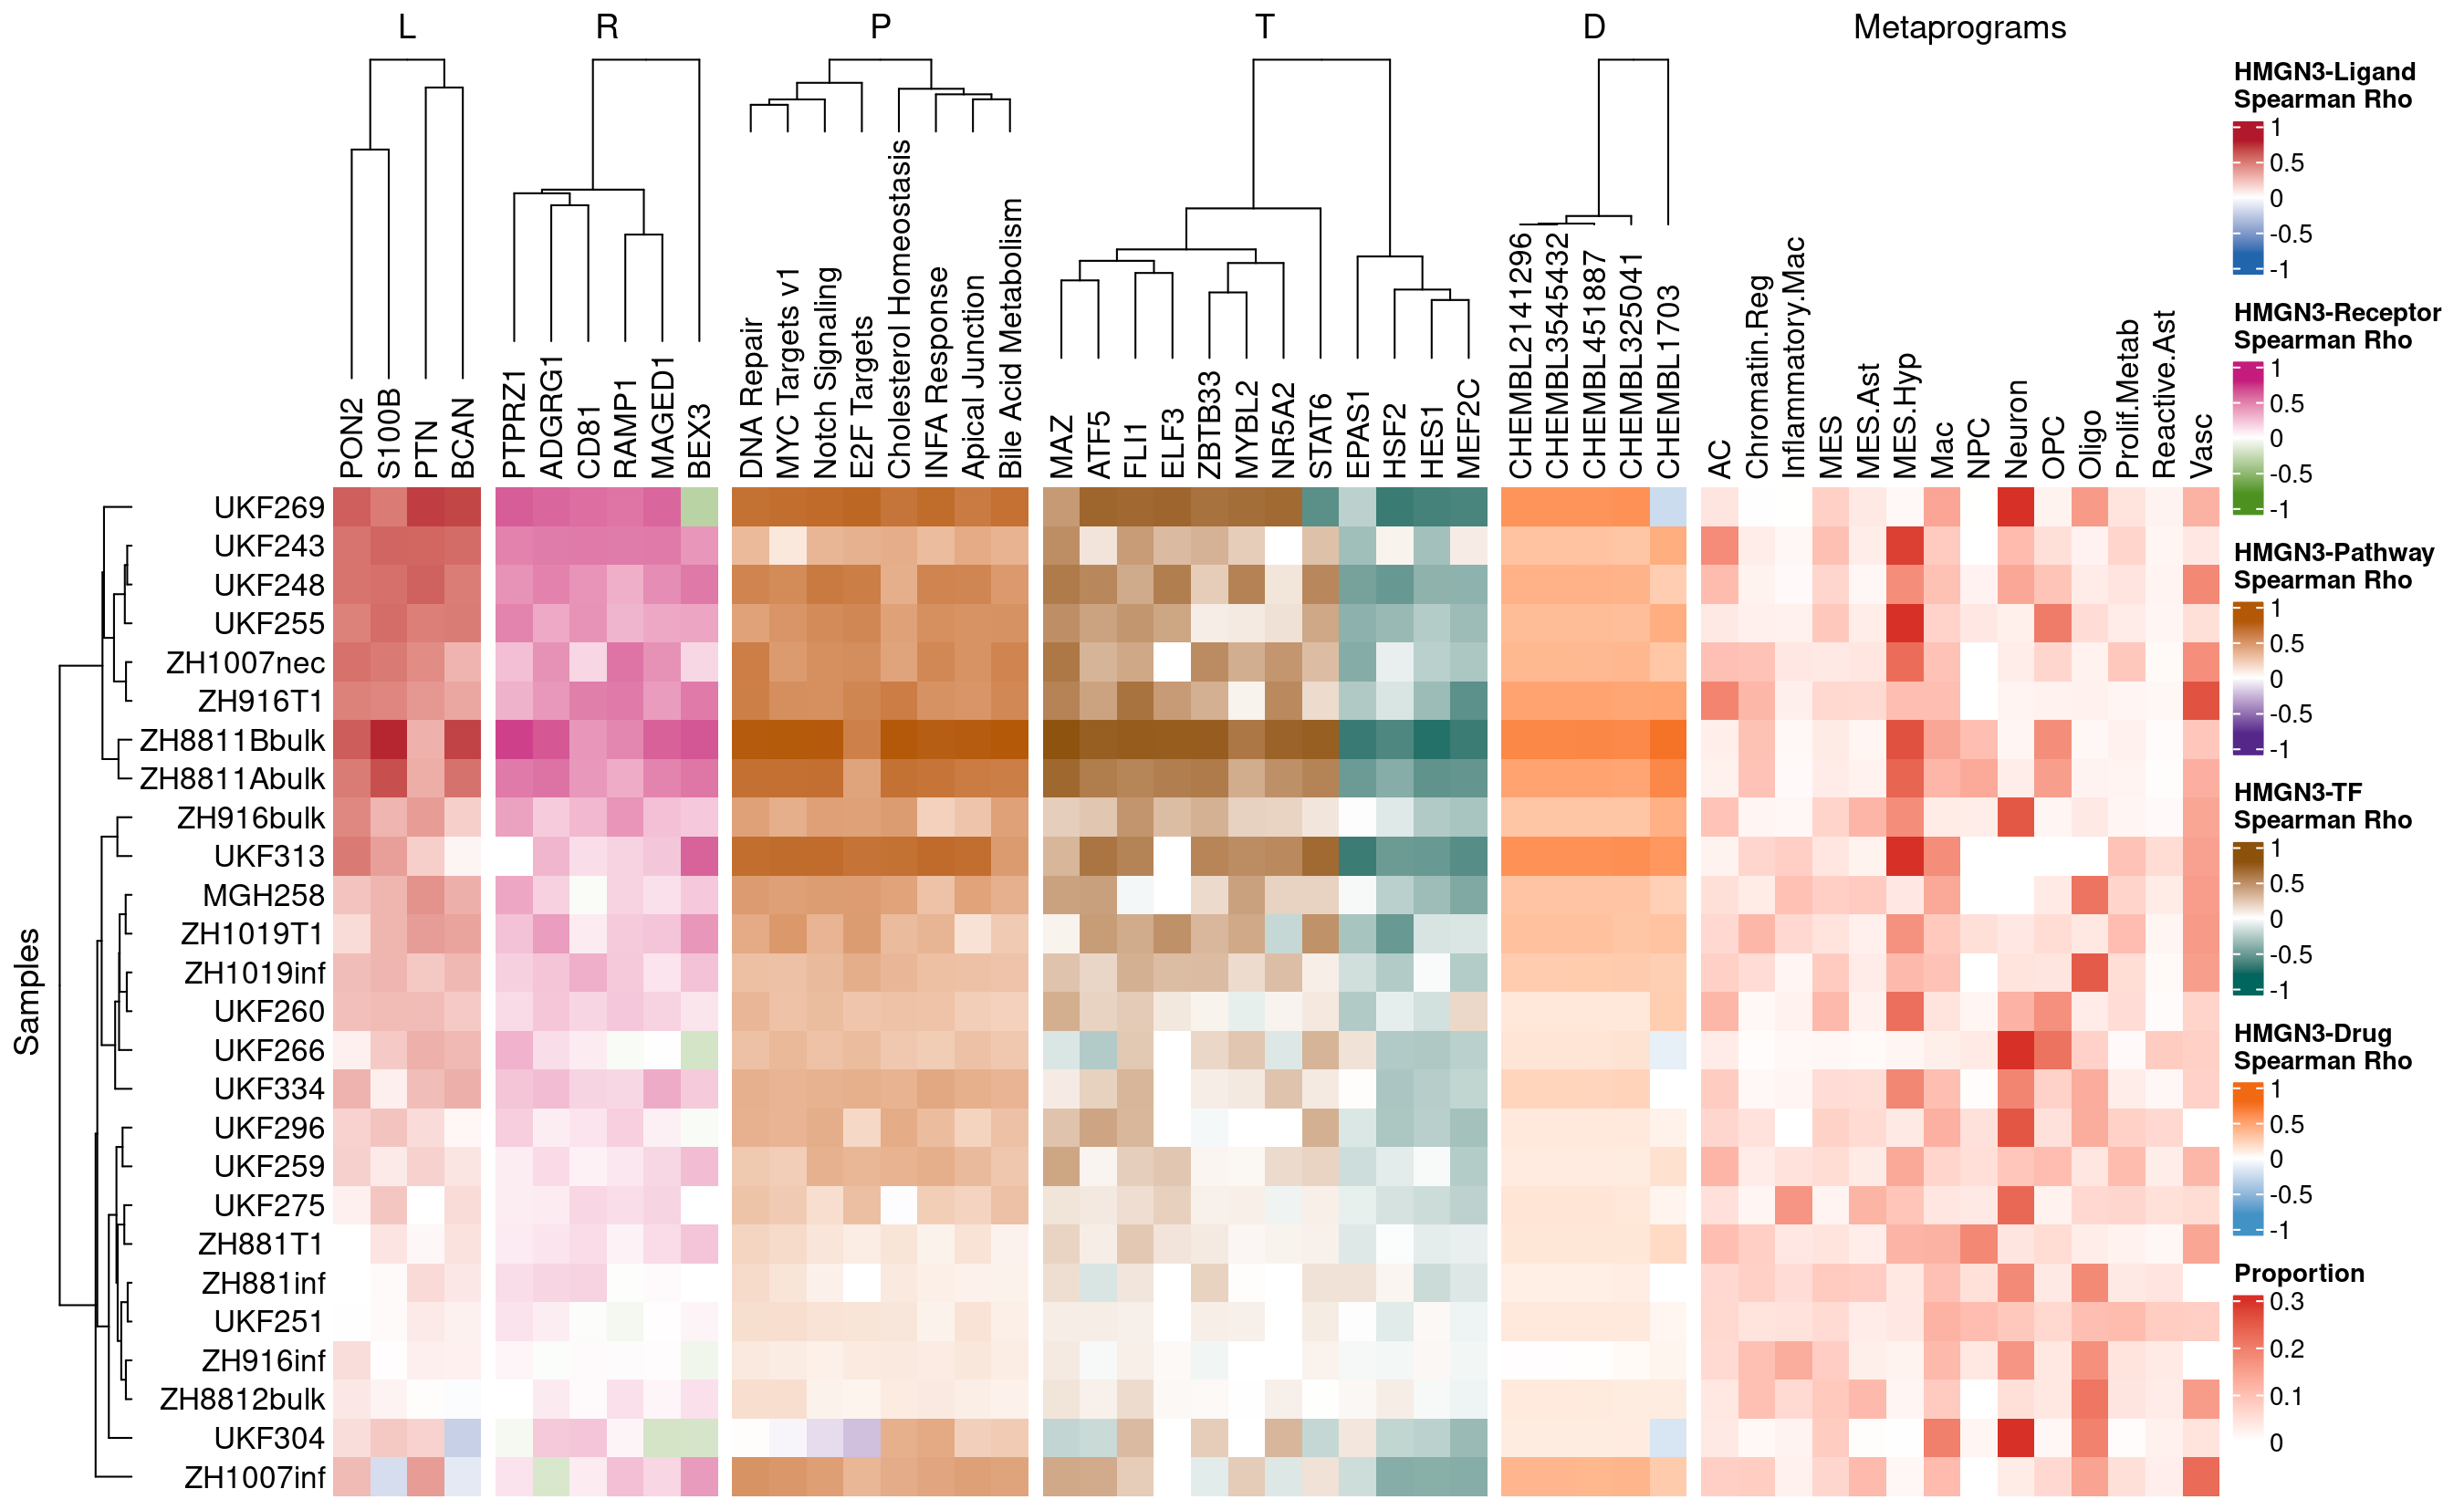 L
R
P
T
D
Metaprograms
PON2
S100B
PTN
BCAN
PTPRZ1
ADGRG1
CD81
RAMP1
MAGED1
BEX3
DNA Repair
MYC Targets v1
Notch Signaling
E2F Targets
Cholesterol Homeostasis
INFA Response
Apical Junction
Bile Acid Metabolism
MAZ
ATF5
FLI1
ELF3
ZBTB33
MYBL2
NR5A2
STAT6
EPAS1
HSF2
HES1
MEF2C
CHEMBL2141296
CHEMBL3545432
CHEMBL451887
CHEMBL325041
CHEMBL1703
AC
Chromatin.Reg
Inflammatory.Mac
MES
MES.Ast
MES.Hyp
Mac
NPC
Neuron
OPC
Oligo
Prolif.Metab
Reactive.Ast
Vasc
Samples
UKF269
UKF243
UKF248
UKF255
ZH1007nec
ZH916T1
ZH8811Bbulk
ZH8811Abulk
ZH916bulk
UKF313
MGH258
ZH1019T1
ZH1019inf
UKF260
UKF266
UKF334
UKF296
UKF259
UKF275
ZH881T1
ZH881inf
UKF251
ZH916inf
ZH8812bulk
UKF304
ZH1007inf
HMGN3-Ligand
Spearman Rho
1
0.5
0
-0.5
-1
HMGN3-Receptor
Spearman Rho
1
0.5
0
-0.5
-1
HMGN3-Pathway
Spearman Rho
1
0.5
0
-0.5
-1
HMGN3-TF
Spearman Rho
1
0.5
0
-0.5
-1
HMGN3-Drug
Spearman Rho
1
0.5
0
-0.5
-1
Proportion
0.3
0.2
0.1
0